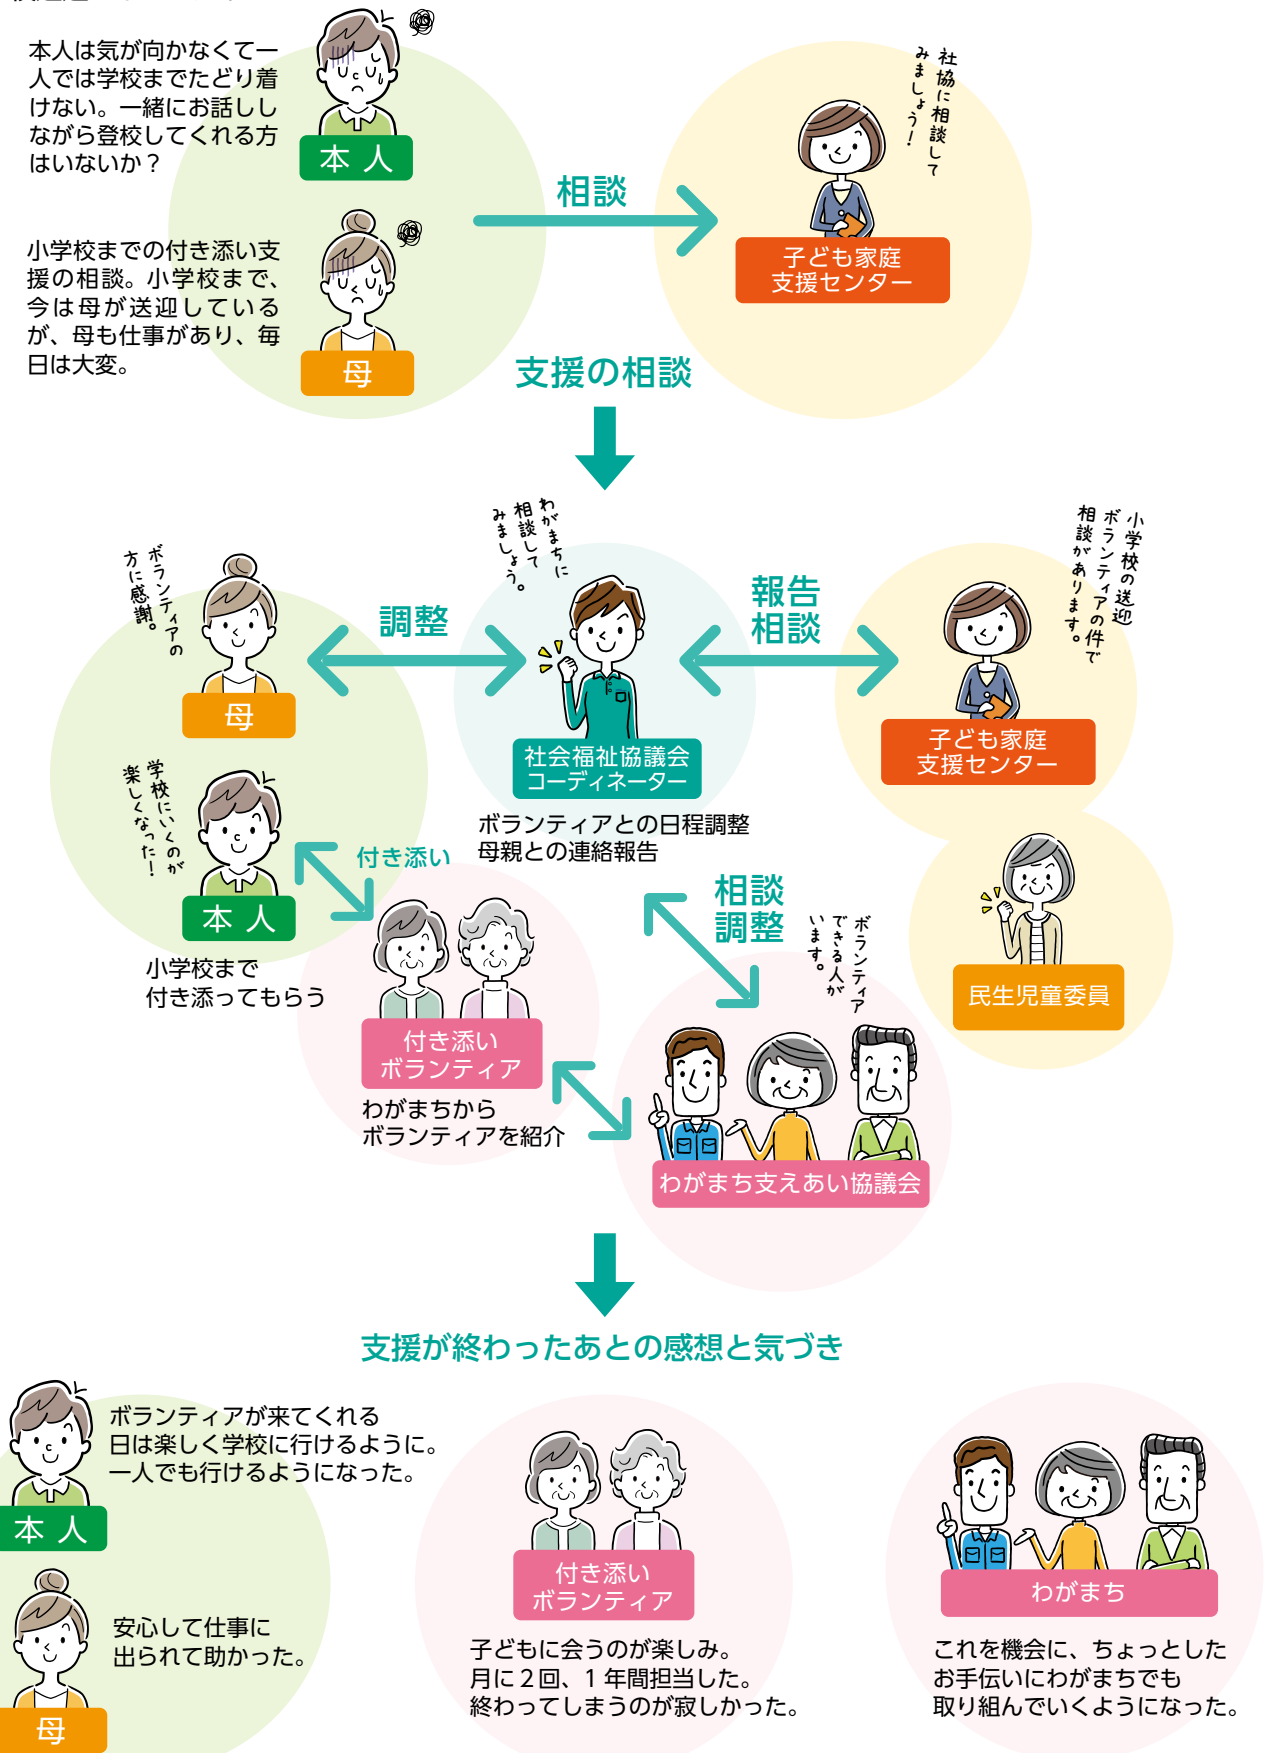 本人は気が向かなくて一
人では学校までたどり着
けない。一緒にお話しし
ながら登校してくれる方
はいないか？
本人
小学校までの付き添い支
援の相談。小学校まで、
今は母が送迎している
が、母も仕事があり、毎
日は大変。
母
相談
社協に相談して
みましょう！
子ども家庭
支援センター
支援の相談
ボランティアの
方に感謝。
母
調整
わがまちに
相談して
みましょう。
社会福祉協議会
コーディネーター
ボランティアとの日程調整
母親との連絡報告
報告
相談
小学校の送迎
ボランティアの件で
相談があります。
子ども家庭
支援センター
学校にいくのが
楽しくなった！
本人
小学校まで
付き添ってもらう
付き添い
付き添い
ボランティア
わがまちから
ボランティアを紹介
相談
調整
ボランティア
できる人が
います。
わがまち支えあい協議会
民生児童委員
支援が終わったあとの感想と気づき
本人
ボランティアが来てくれる
日は楽しく学校に行けるように。
一人でも行けるようになった。
母
安心して仕事に
出られて助かった。
付き添い
ボランティア
子どもに会うのが楽しみ。
月に２回、１年間担当した。
終わってしまうのが寂しかった。
わがまち
これを機会に、ちょっとした
お手伝いにわがまちでも
取り組んでいくようになった。